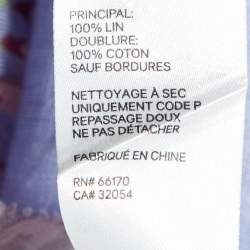 PRINCIPAL:
100% LIN
DOUBLURE:
100% COTON
SAUF BORDURES
NETTOYAGE À SEC
UNIQUEMENT CODE P
REPASSAGE DOUX
NE PAS DÉTACHER
FABRIQUÉ EN CHINE
RN# 66170
CA# 32054